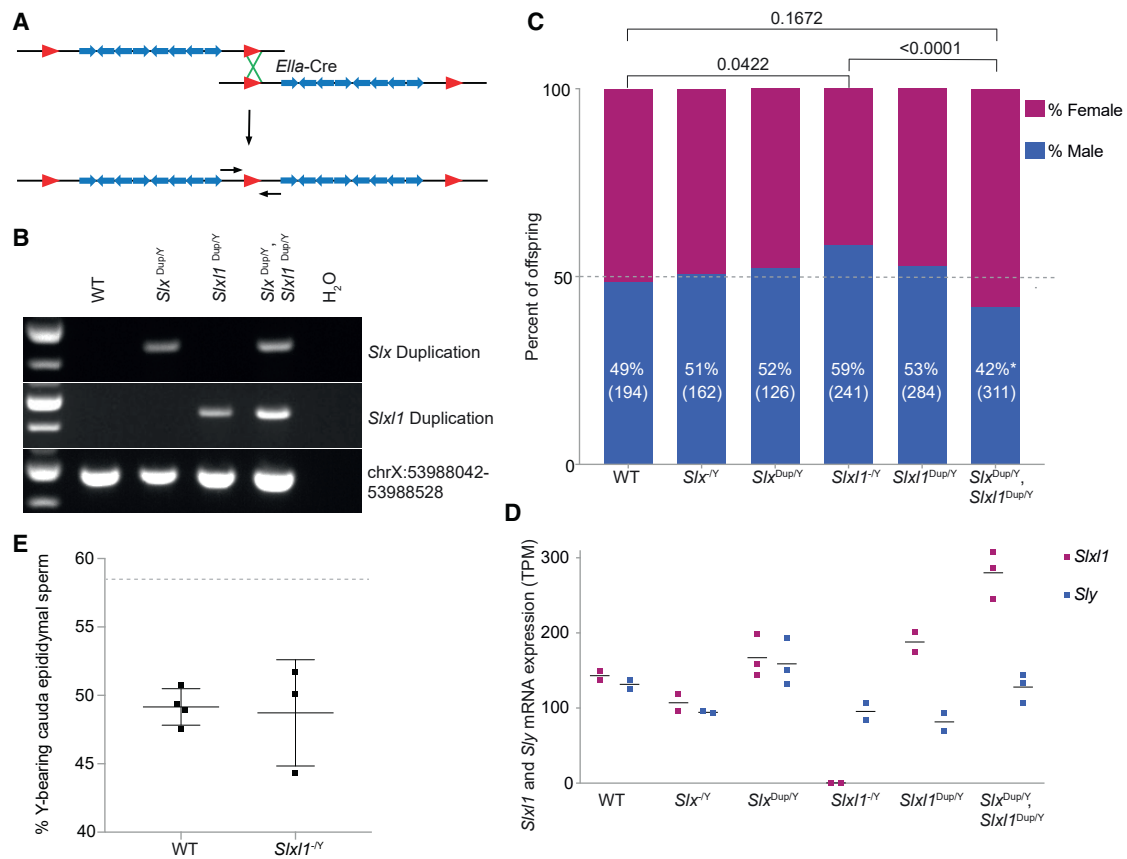 A
Ella-Cre
B
WT
Slx Dup/Y
Slxl1 Dup/Y
Slx Dup/Y,
Slxl1 Dup/Y
H2O
Slx Duplication
Slxl1 Duplication
chrX:53988042-
53988528
C
0.1672
<0.0001
0.0422
% Female
% Male
Percent of offspring
100
50
0
49%
(194)
51%
(162)
52%
(126)
59%
(241)
53%
(284)
42%*
(311)
WT
Slx-/Y
SlxDup/Y
Slxl1-/Y
Slxl1Dup/Y
SlxDup/Y,
Slxl1Dup/Y
D
Slxl1 and Sly mRNA expression (TPM)
300
200
100
0
Slxl1
Sly
WT
Slx-/Y
SlxDup/Y
Slxl1-/Y
Slxl1Dup/Y
SlxDup/Y,
Slxl1Dup/Y
E
% Y-bearing cauda epididymal sperm
60
55
50
45
40
WT
Slxl1-/Y